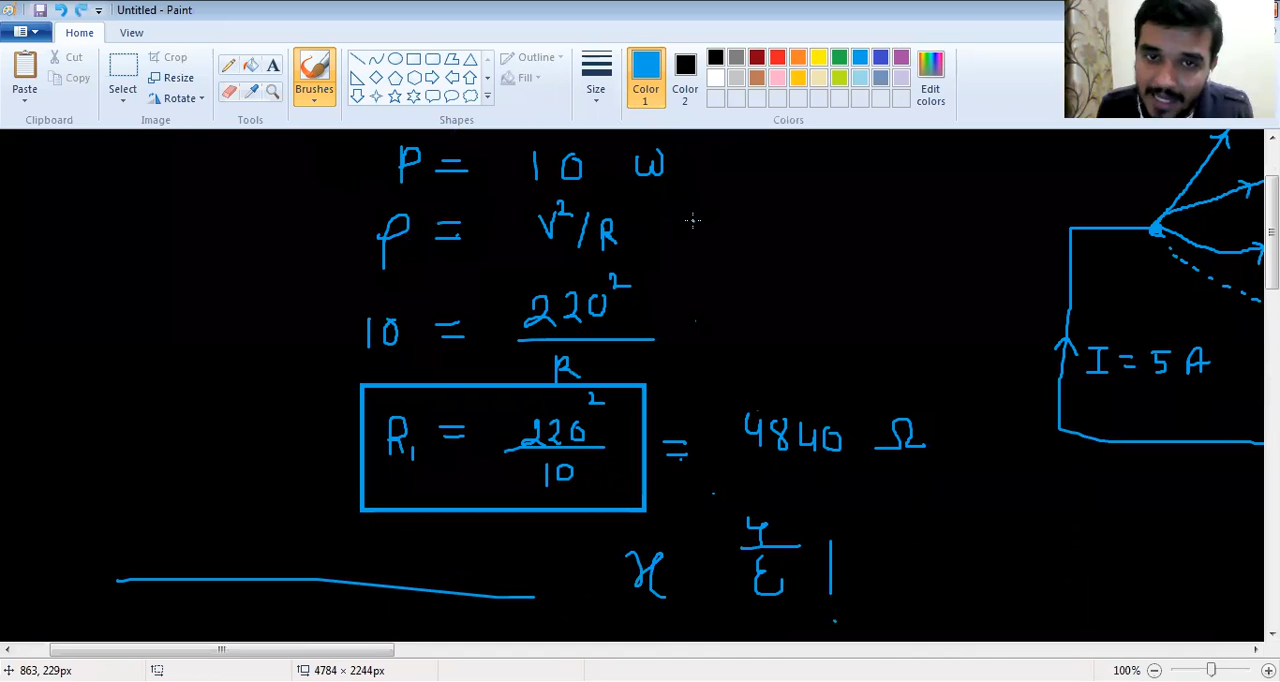 Untitled - Paint
Home View
Paste
Cut
Copy
Clipboard
Select
Crop
Resize
Rotate
Image
A
Tools
Brushes
Outline
Fill
Shapes
Size
Color 1
Color 2
Edit colors
Colors
P = 10 W
P = V²/R
10 = 220²/R
R₁ = 220²/10 = 4840 Ω
I = 5 A
863, 229px
4784 × 2244px
100%